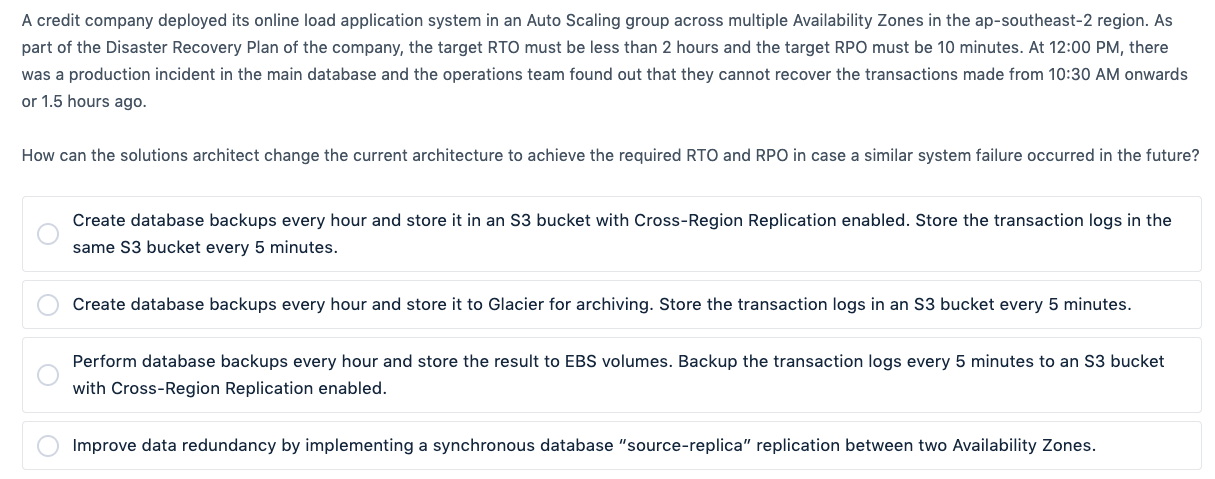 A credit company deployed its online load application system in an Auto Scaling group across multiple Availability Zones in the ap-southeast-2 region. As
part of the Disaster Recovery Plan of the company, the target RTO must be less than 2 hours and the target RPO must be 10 minutes. At 12:00 PM, there
was a production incident in the main database and the operations team found out that they cannot recover the transactions made from 10:30 AM onwards
or 1.5 hours ago.
How can the solutions architect change the current architecture to achieve the required RTO and RPO in case a similar system failure occurred in the future?
Create database backups every hour and store it in an S3 bucket with Cross-Region Replication enabled. Store the transaction logs in the
same S3 bucket every 5 minutes.
Create database backups every hour and store it to Glacier for archiving. Store the transaction logs in an S3 bucket every 5 minutes.
Perform database backups every hour and store the result to EBS volumes. Backup the transaction logs every 5 minutes to an S3 bucket
with Cross-Region Replication enabled.
Improve data redundancy by implementing a synchronous database “source-replica” replication between two Availability Zones.